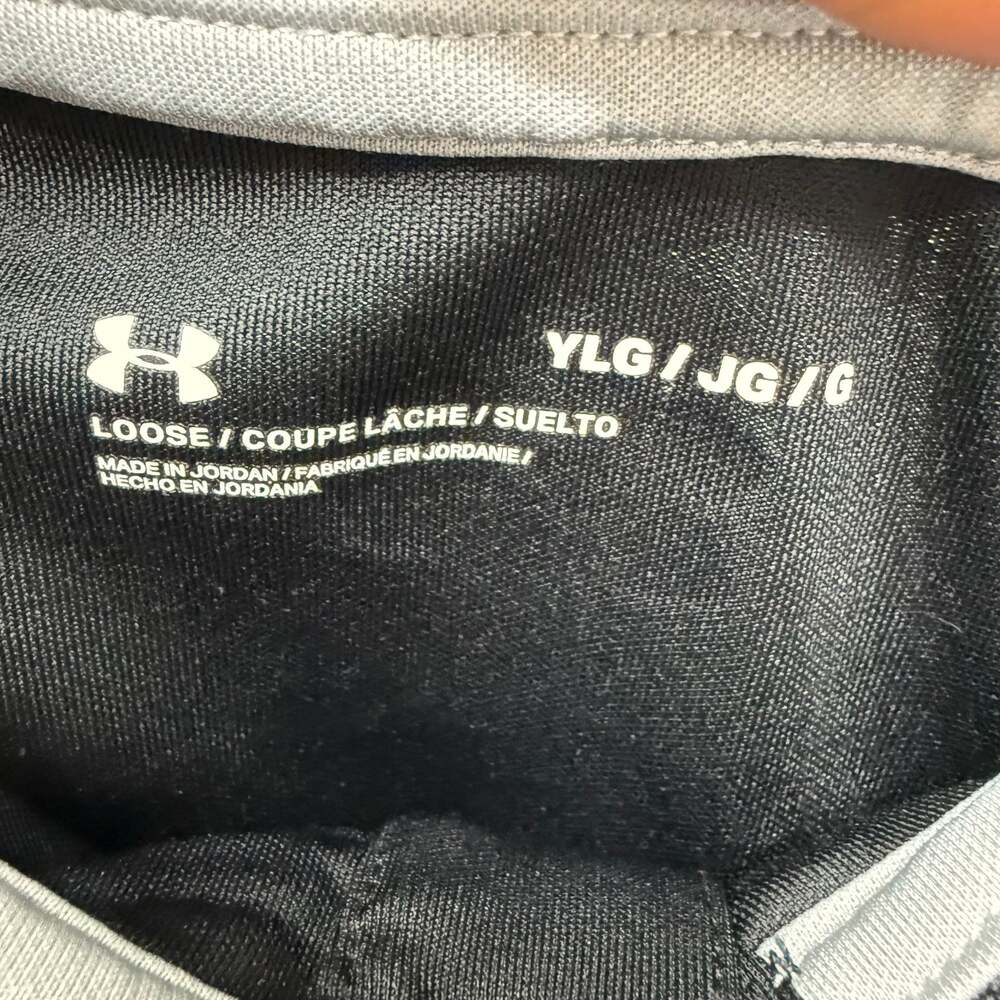 YLG / JG / G
LOOSE / COUPE LÂCHE / SUELTO
MADE IN JORDAN / FABRIQUÉ EN JORDANIE /
HECHO EN JORDANIA